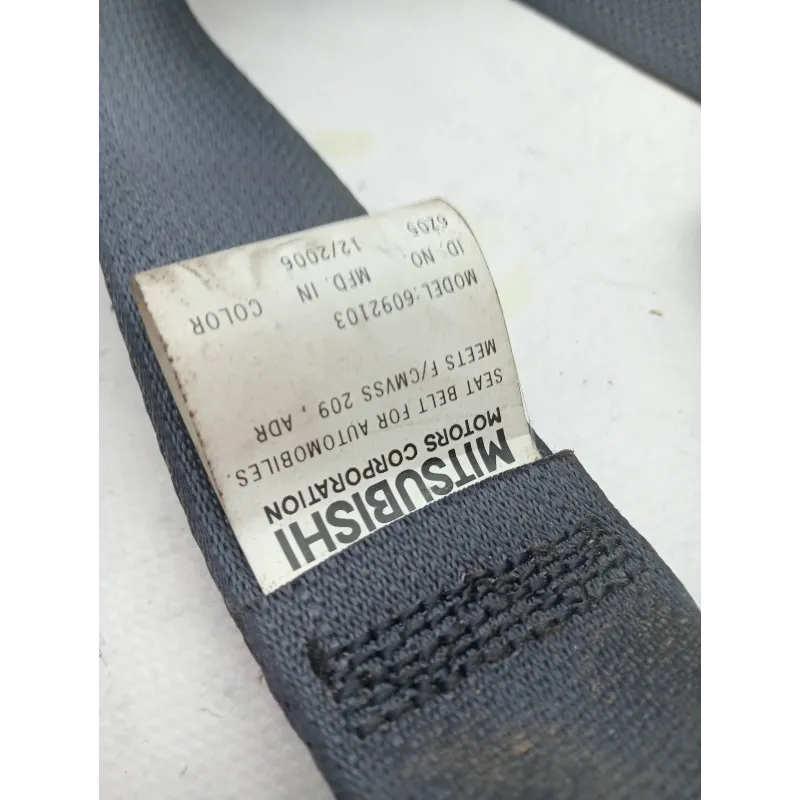 MITSUBISHI
MOTORS CORPORATION
SEAT BELT FOR AUTOMOBILES.
MEETS F/CMVSS 209 , ADR
MODEL:6092103
ID. NO. MFD. IN COLOR
6Z05 12/2006